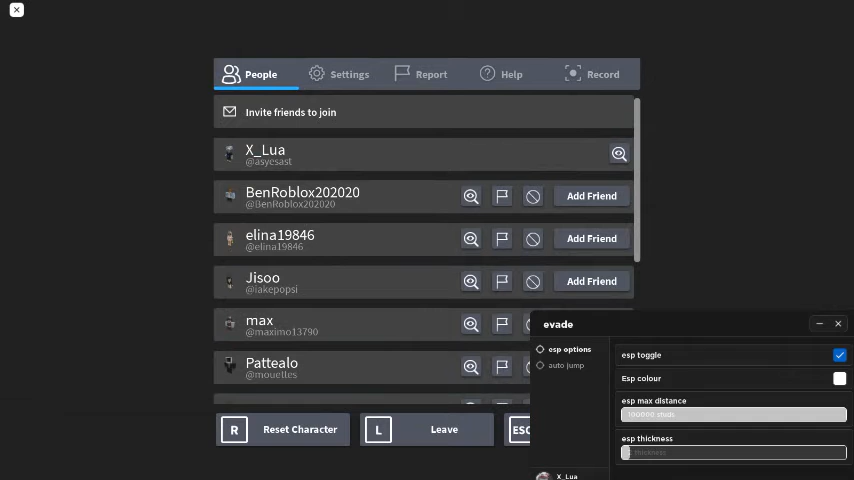 People
Settings
Report
Help
Record
Invite friends to join
X_Lua
@asyesast
BenRoblox202020
@BenRoblox202020
Add Friend
elina19846
@elina19846
Add Friend
Jisoo
@iakepopsi
Add Friend
max
@maximo13790
Pattealo
@mouelles
R
Reset Character
L
Leave
ESC
evade
esp options
auto jump
esp toggle
Esp colour
esp max distance
100000 studs
esp thickness
thickness
X_Lua